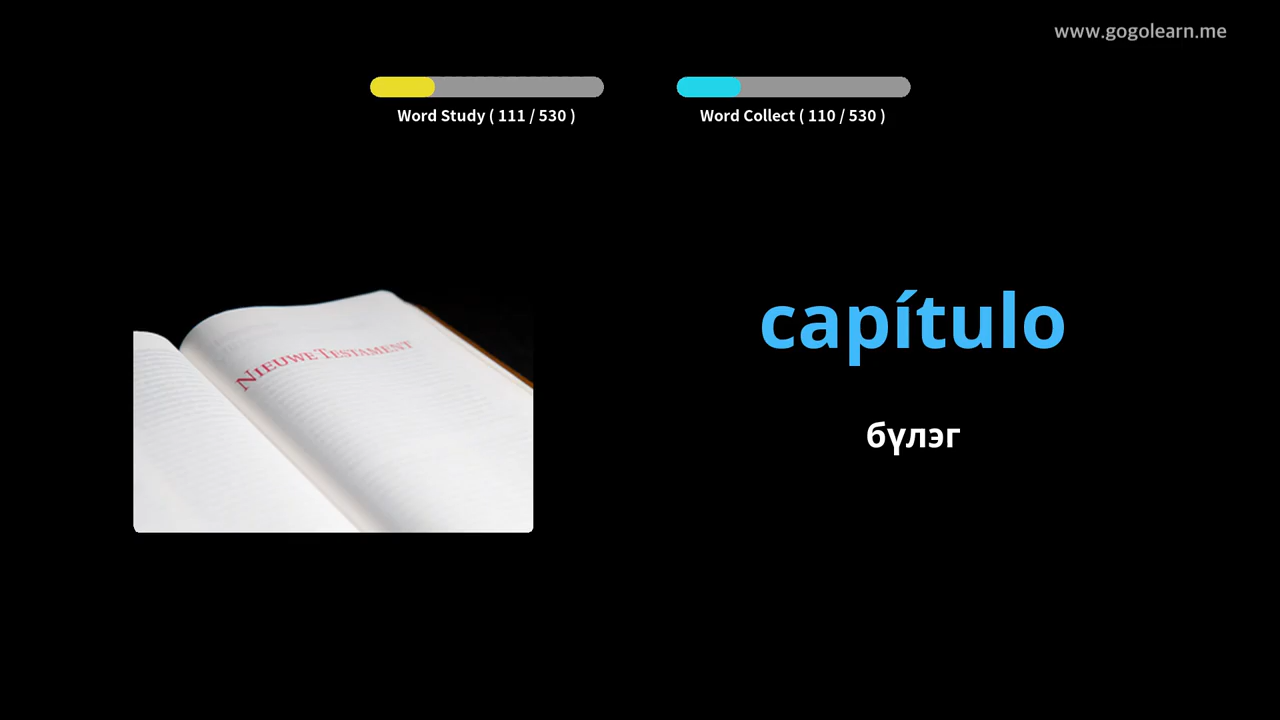 www.gogolearn.me
Word Study ( 111 / 530 )
Word Collect ( 110 / 530 )
NIEUWE TESTAMENT
capítulo
бүлэг